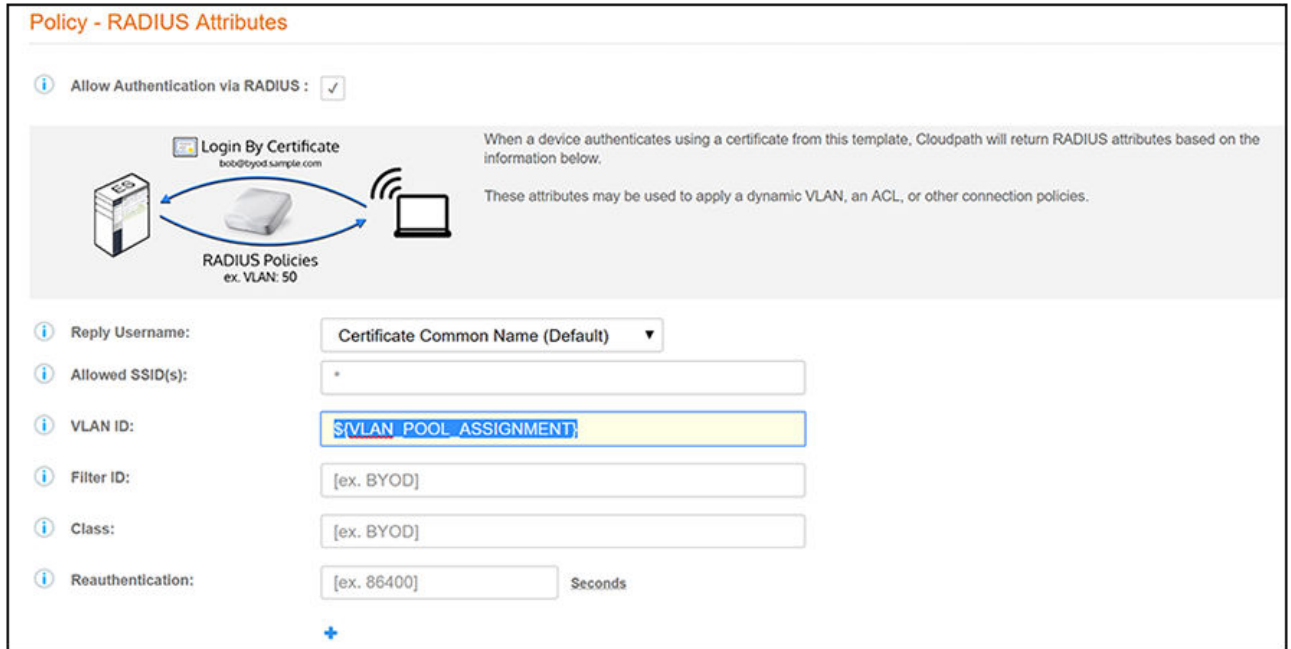 Policy - RADIUS Attributes
Allow Authentication via RADIUS :
Login By Certificate
bob@byod.sample.com
ES
RADIUS Policies
ex. VLAN: 50
When a device authenticates using a certificate from this template, Cloudpath will return RADIUS attributes based on the
information below.
These attributes may be used to apply a dynamic VLAN, an ACL, or other connection policies.
Reply Username: Certificate Common Name (Default)
Allowed SSID(s): *
VLAN ID: ${VLAN_POOL_ASSIGNMENT}
Filter ID: [ex. BYOD]
Class: [ex. BYOD]
Reauthentication: [ex. 86400] Seconds